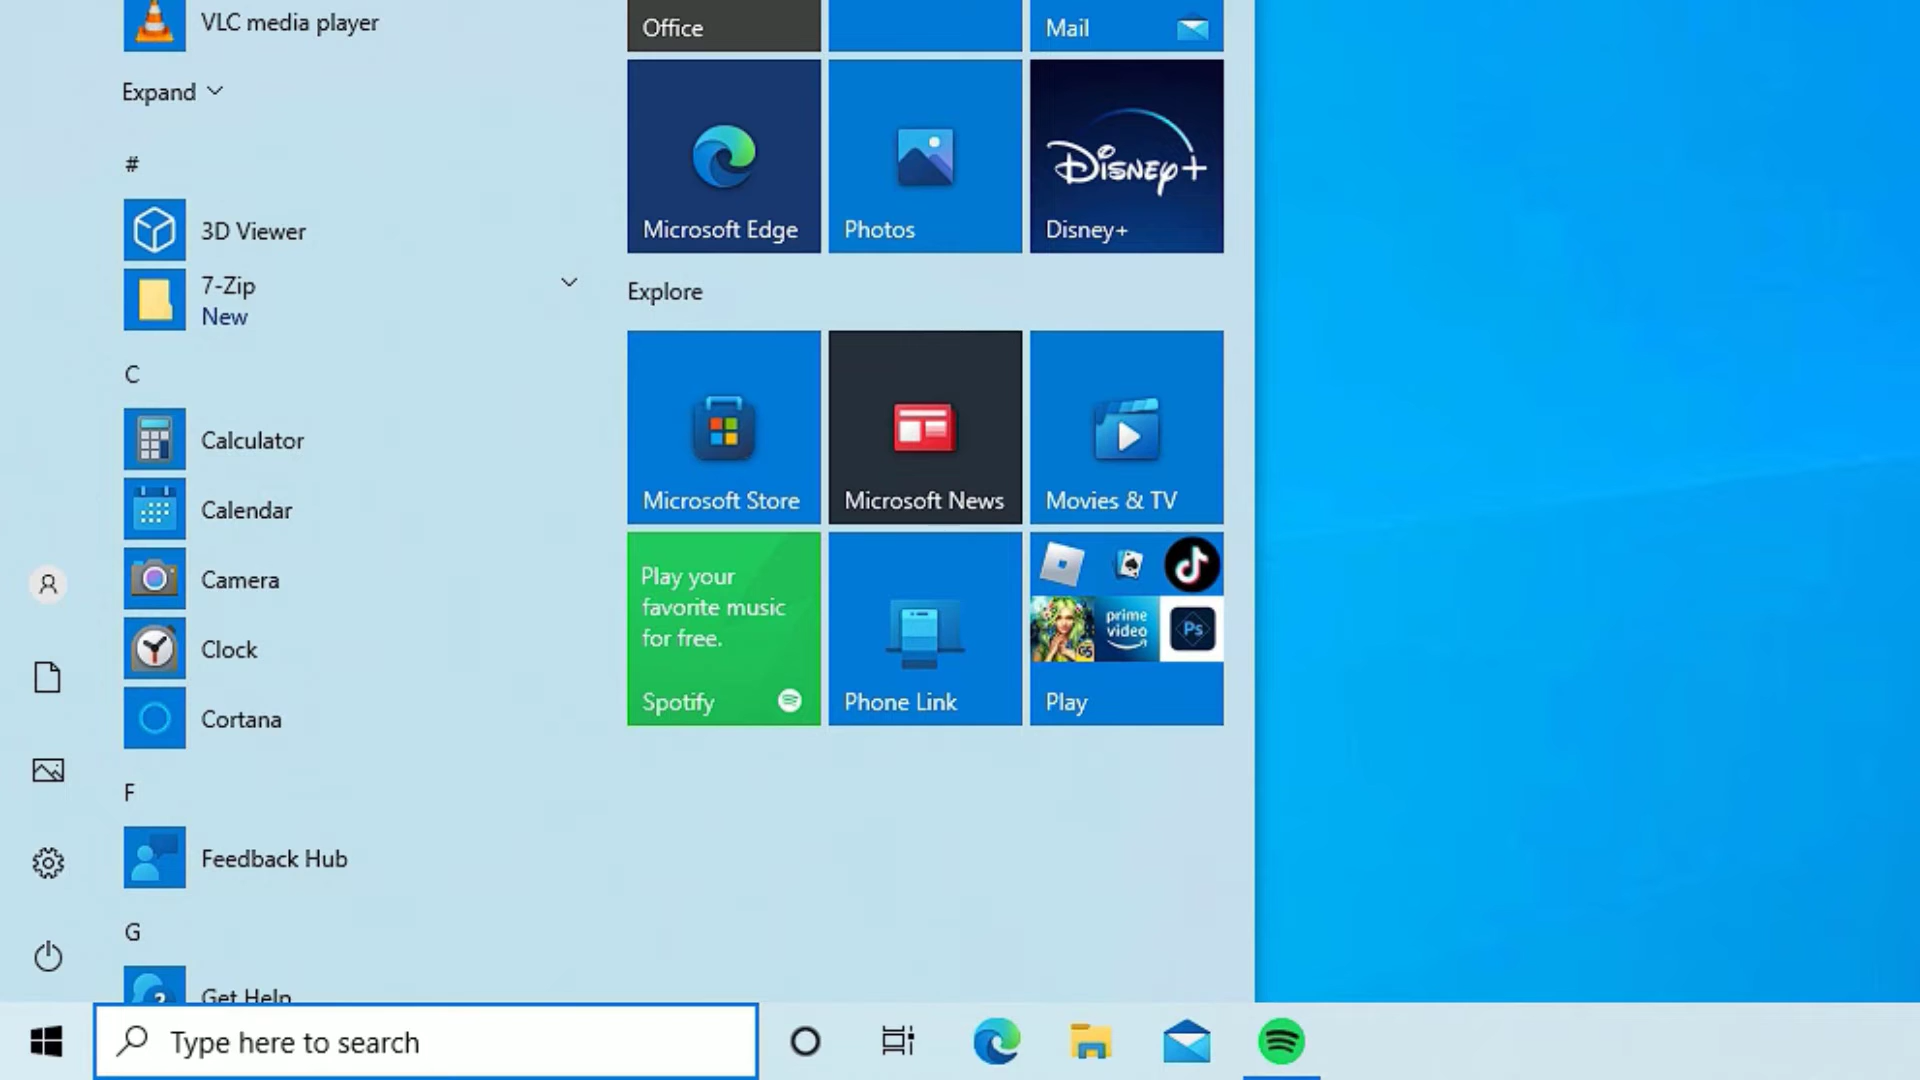 VLC media player
Expand
#
3D Viewer
7-Zip
New
C
Calculator
Calendar
Camera
Clock
Cortana
F
Feedback Hub
G
Get Help
Office
Mail
Microsoft Edge
Photos
Disney+
Disney+
Explore
Microsoft Store
Microsoft News
Movies & TV
Play your
favorite music
for free.
Spotify
Phone Link
G5
prime
video
Ps
Play
Type here to search